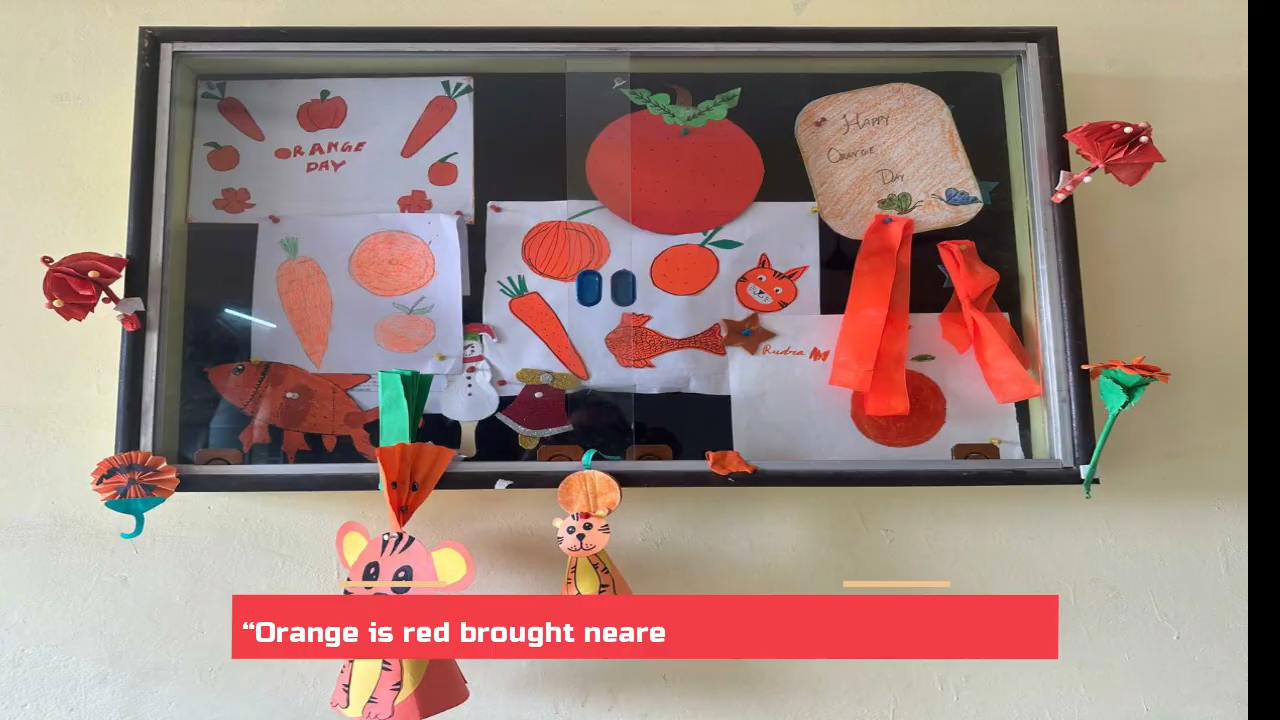 ORANGE
DAY
Happy
Orange
Day
Rudra
“Orange is red brought neare